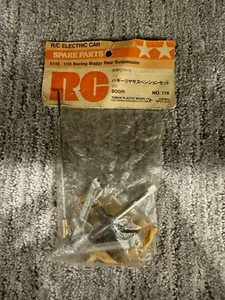 R/C ELECTRIC CAR
SPARE PARTS
5116 1/10 Racing Buggy Rear Suspension
RC
バギーリヤサスペンションセット
800円
NO. 116
TAMIYA PLASTIC MODEL CO.